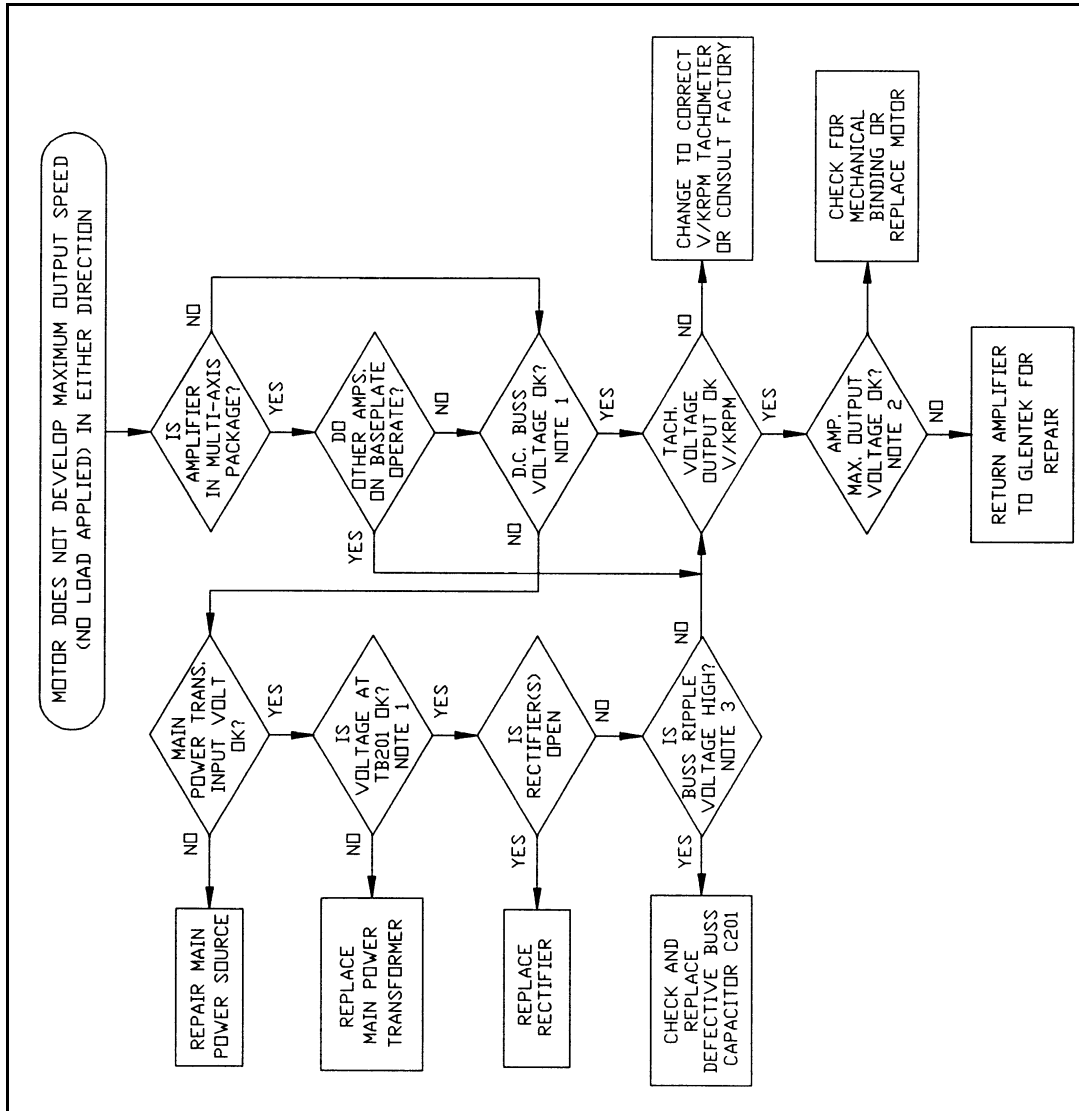 MOTOR DOES NOT DEVELOP MAXIMUM OUTPUT SPEED
(NO LOAD APPLIED) IN EITHER DIRECTION
IS
AMPLIFIER
IN MULTI-AXIS
PACKAGE?
NO
YES
DO
OTHER AMPS.
ON BASEPLATE
OPERATE?
YES
NO
D.C. BUSS
VOLTAGE OK?
NOTE 1
NO
YES
TACH.
VOLTAGE
OUTPUT OK
V/KRPM
NO
YES
CHANGE TO CORRECT
V/KRPM TACHOMETER
OR CONSULT FACTORY
AMP.
MAX. OUTPUT
VOLTAGE OK?
NOTE 2
YES
NO
CHECK FOR
MECHANICAL
BINDING OR
REPLACE MOTOR
RETURN AMPLIFIER
TO GLENTEK FOR
REPAIR
MAIN
POWER TRANS.
INPUT VOLT
OK?
NO
YES
REPAIR MAIN
POWER SOURCE
IS
VOLTAGE AT
TB201 OK?
NOTE 1
NO
YES
REPLACE
MAIN POWER
TRANSFORMER
IS
RECTIFIER(S)
OPEN
YES
NO
REPLACE
RECTIFIER
IS
BUSS RIPPLE
VOLTAGE HIGH?
NOTE 3
YES
NO
CHECK AND
REPLACE
DEFECTIVE BUSS
CAPACITOR C201